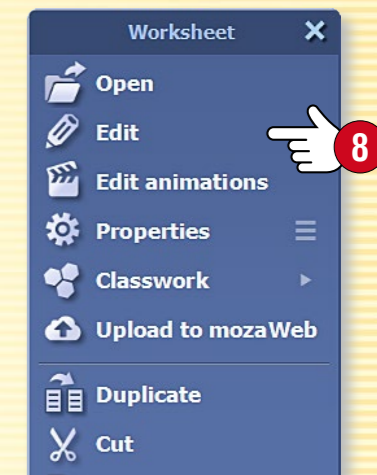 Worksheet
Open
Edit
8
Edit animations
Properties
Classwork
Upload to mozaWeb
Duplicate
Cut